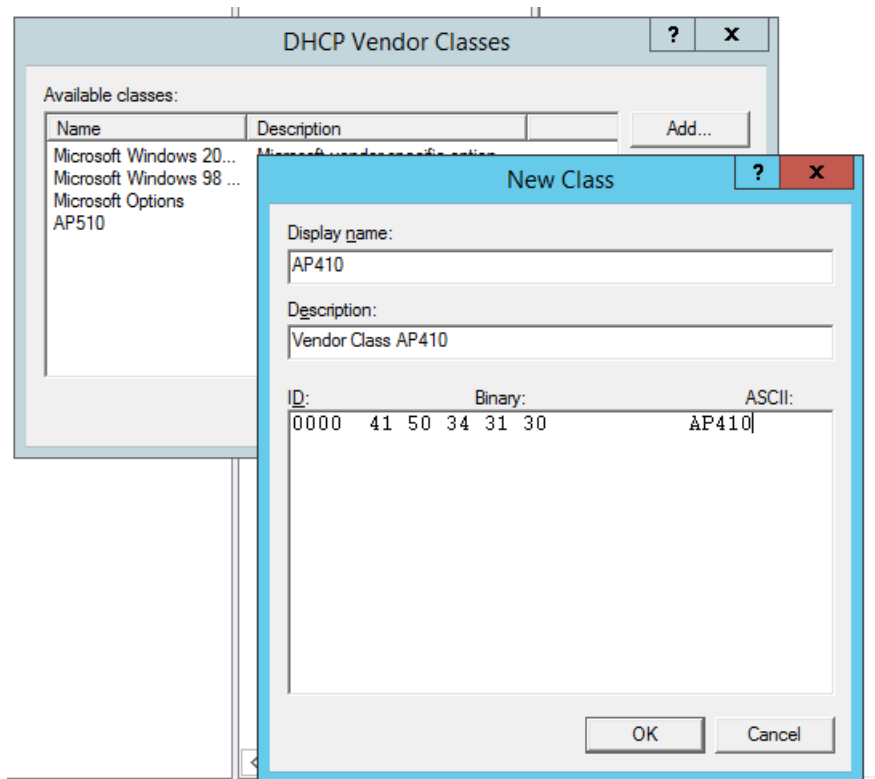 DHCP Vendor Classes
? x
Available classes:
Name Description
Add...
Microsoft Windows 20...
Microsoft Windows 98 ...
Microsoft Options
AP510
New Class
? x
Display name:
AP410
Description:
Vendor Class AP410
ID: Binary: ASCII:
0000 41 50 34 31 30 AP410
OK Cancel